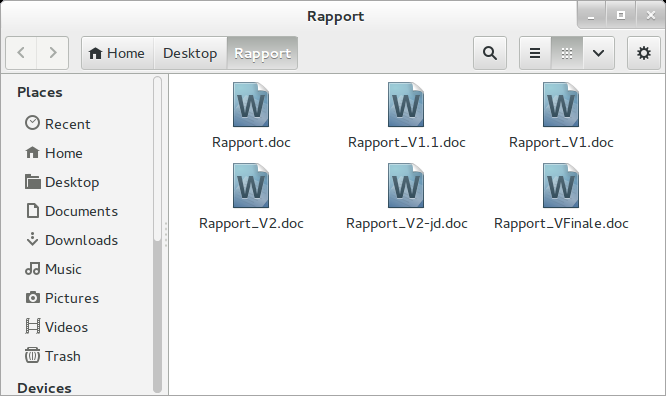 Rapport
Home Desktop Rapport
Places
Recent
Home
Desktop
Documents
Downloads
Music
Pictures
Videos
Trash
Devices
W W W
Rapport.doc Rapport_V1.1.doc Rapport_V1.doc
W W W
Rapport_V2.doc Rapport_V2-jd.doc Rapport_VFinale.doc